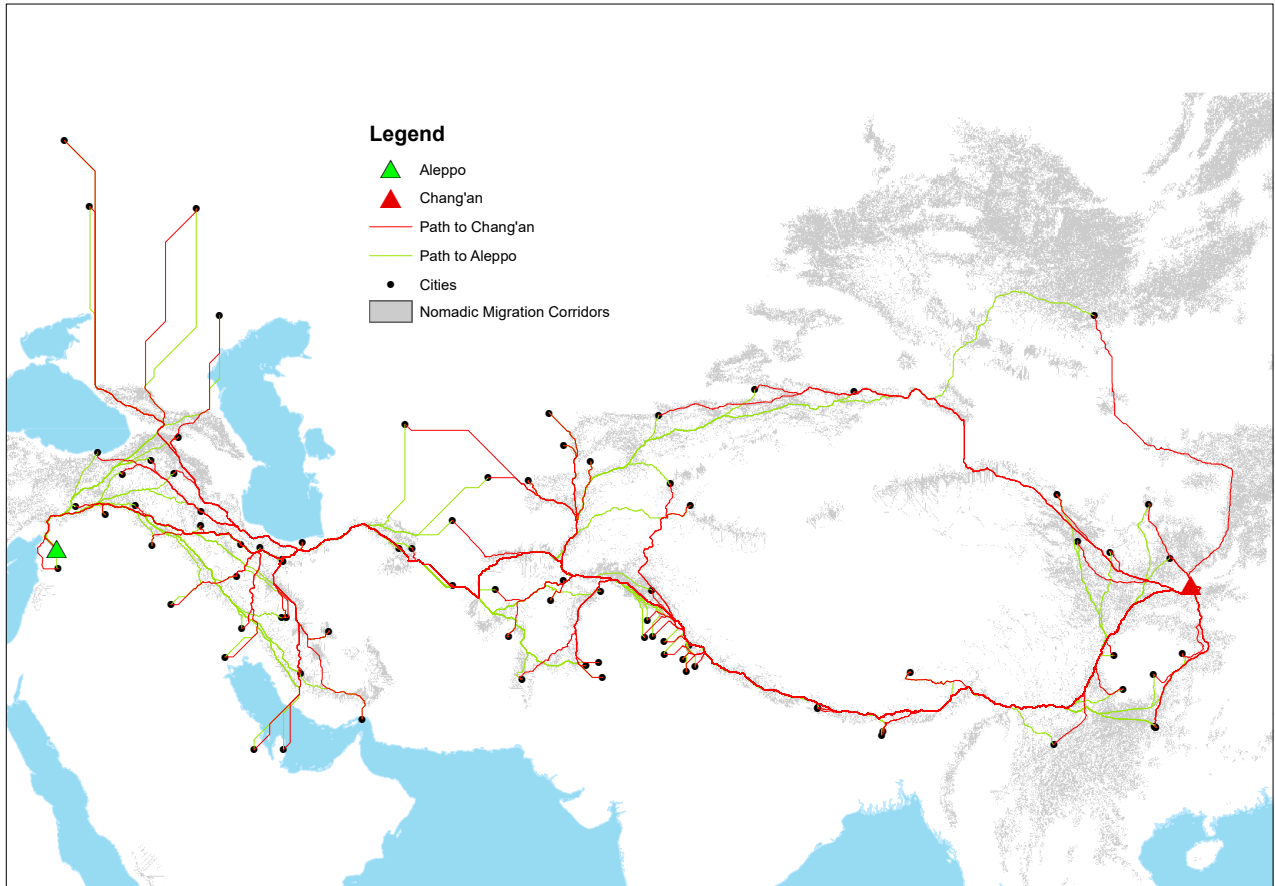 Legend
Aleppo
Chang'an
Path to Chang'an
Path to Aleppo
Cities
Nomadic Migration Corridors